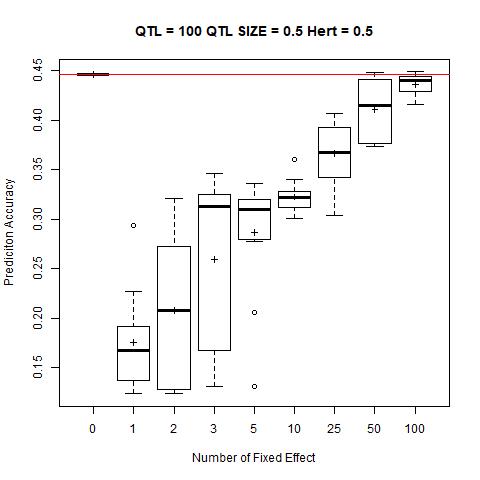 QTL = 100 QTL SIZE = 0.5 Hert = 0.5
Prediciton Accuracy
0.45
0.40
0.35
0.30
0.25
0.20
0.15
0 1 2 3 5 10 25 50 100
Number of Fixed Effect